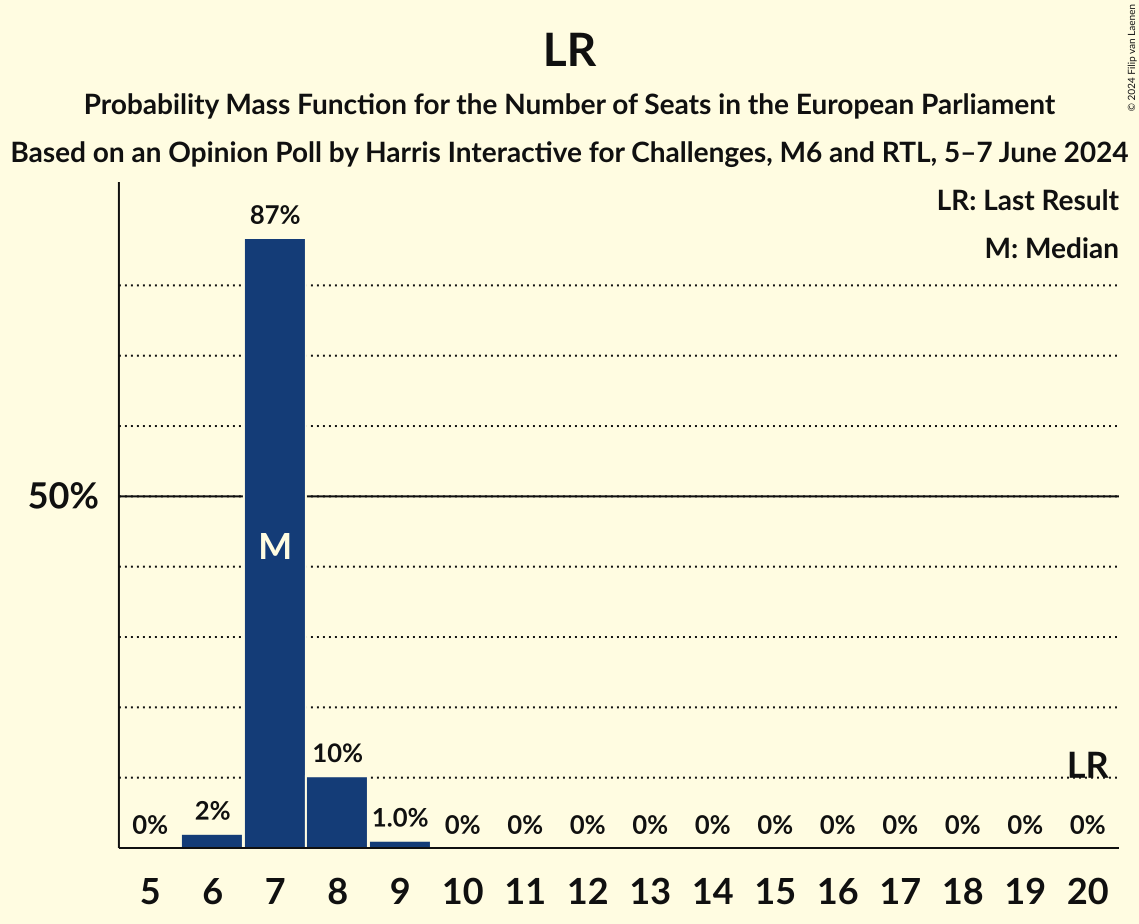 LR
Probability Mass Function for the Number of Seats in the European Parliament
Based on an Opinion Poll by Harris Interactive for Challenges, M6 and RTL, 5–7 June 2024
© 2024 Filip van Laenen
LR: Last Result
M: Median
87%
50%
M
10%
LR
2%
1.0%
0% 0% 0% 0% 0% 0% 0% 0% 0% 0% 0% 0%
5 6 7 8 9 10 11 12 13 14 15 16 17 18 19 20